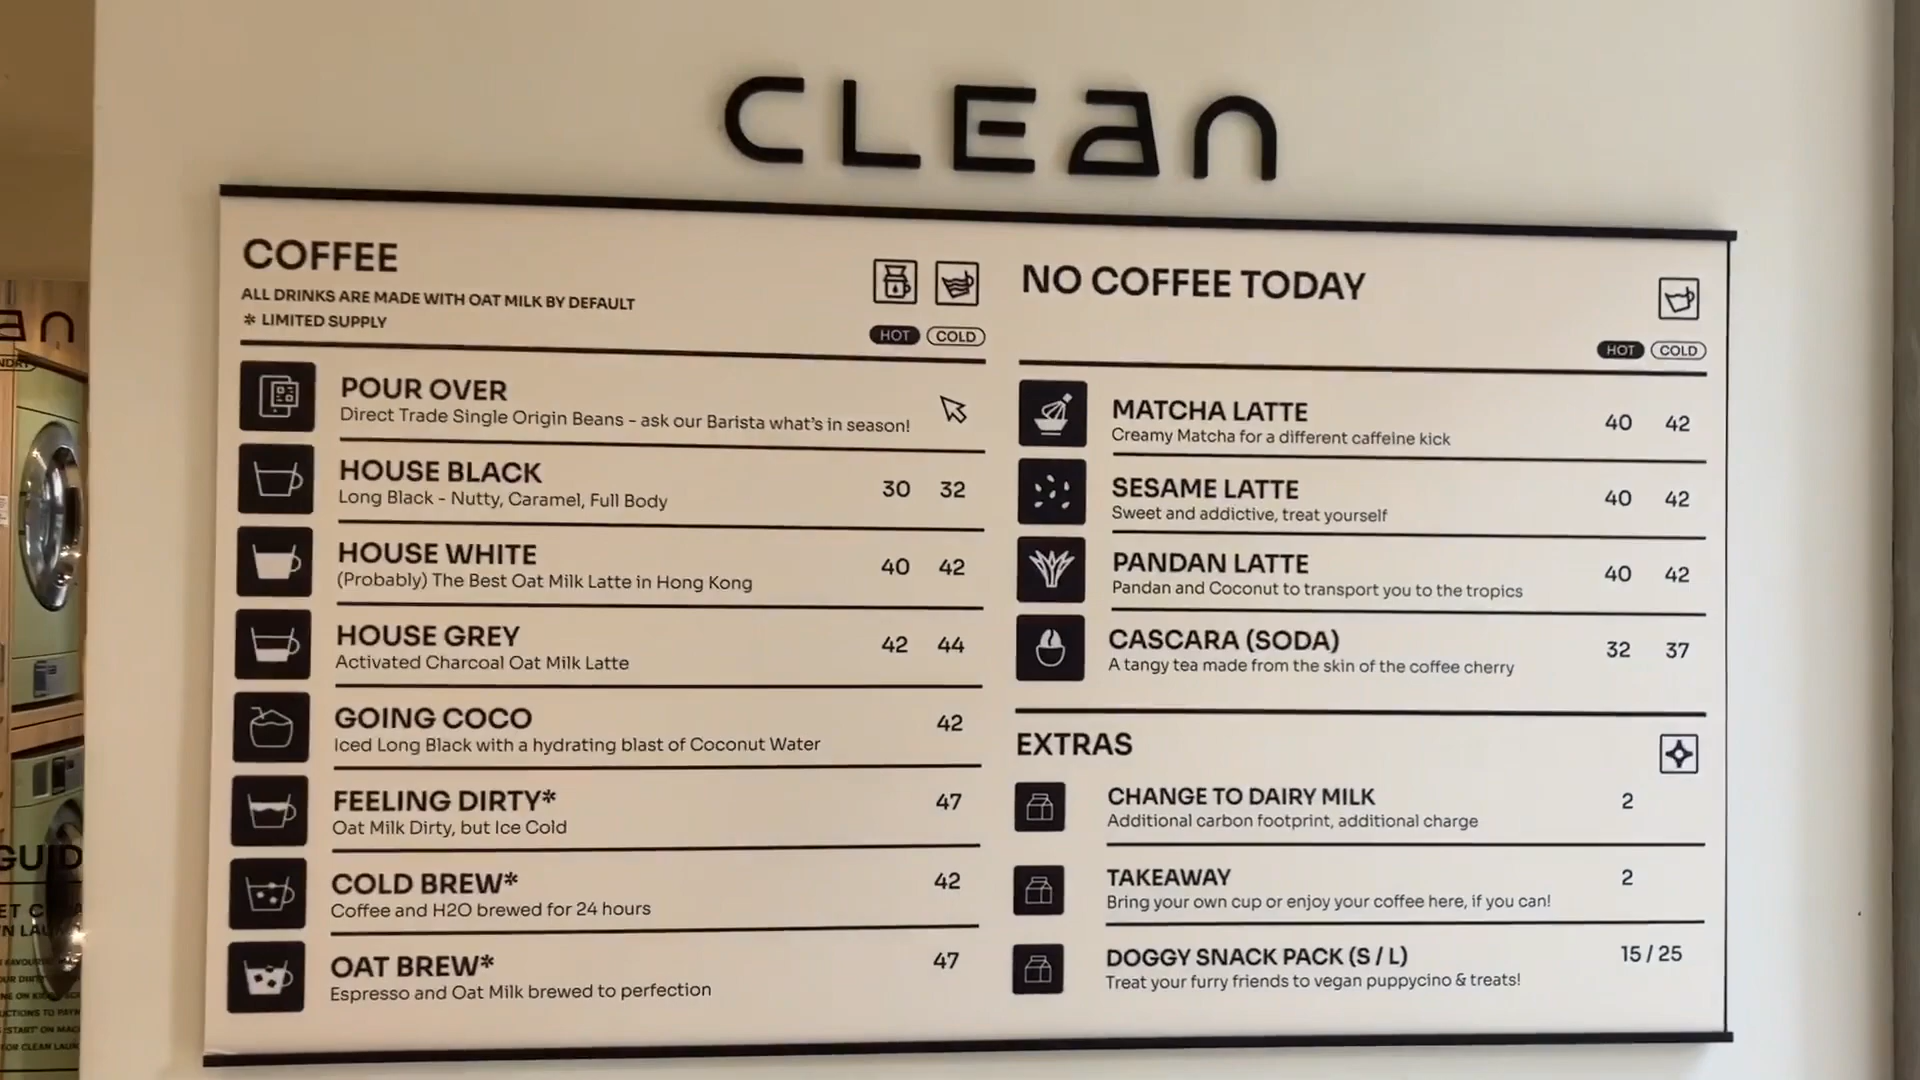 CLEAN
COFFEE
ALL DRINKS ARE MADE WITH OAT MILK BY DEFAULT
* LIMITED SUPPLY
HOT COLD
POUR OVER
Direct Trade Single Origin Beans - ask our Barista what's in season!
HOUSE BLACK
Long Black - Nutty, Caramel, Full Body
30 32
HOUSE WHITE
(Probably) The Best Oat Milk Latte in Hong Kong
40 42
HOUSE GREY
Activated Charcoal Oat Milk Latte
42 44
GOING COCO
Iced Long Black with a hydrating blast of Coconut Water
42
FEELING DIRTY*
Oat Milk Dirty, but Ice Cold
47
COLD BREW*
Coffee and H2O brewed for 24 hours
42
OAT BREW*
Espresso and Oat Milk brewed to perfection
47
NO COFFEE TODAY
HOT COLD
MATCHA LATTE
Creamy Matcha for a different caffeine kick
40 42
SESAME LATTE
Sweet and addictive, treat yourself
40 42
PANDAN LATTE
Pandan and Coconut to transport you to the tropics
40 42
CASCARA (SODA)
A tangy tea made from the skin of the coffee cherry
32 37
EXTRAS
CHANGE TO DAIRY MILK
Additional carbon footprint, additional charge
2
TAKEAWAY
Bring your own cup or enjoy your coffee here, if you can!
2
DOGGY SNACK PACK (S / L)
Treat your furry friends to vegan puppycino & treats!
15 / 25